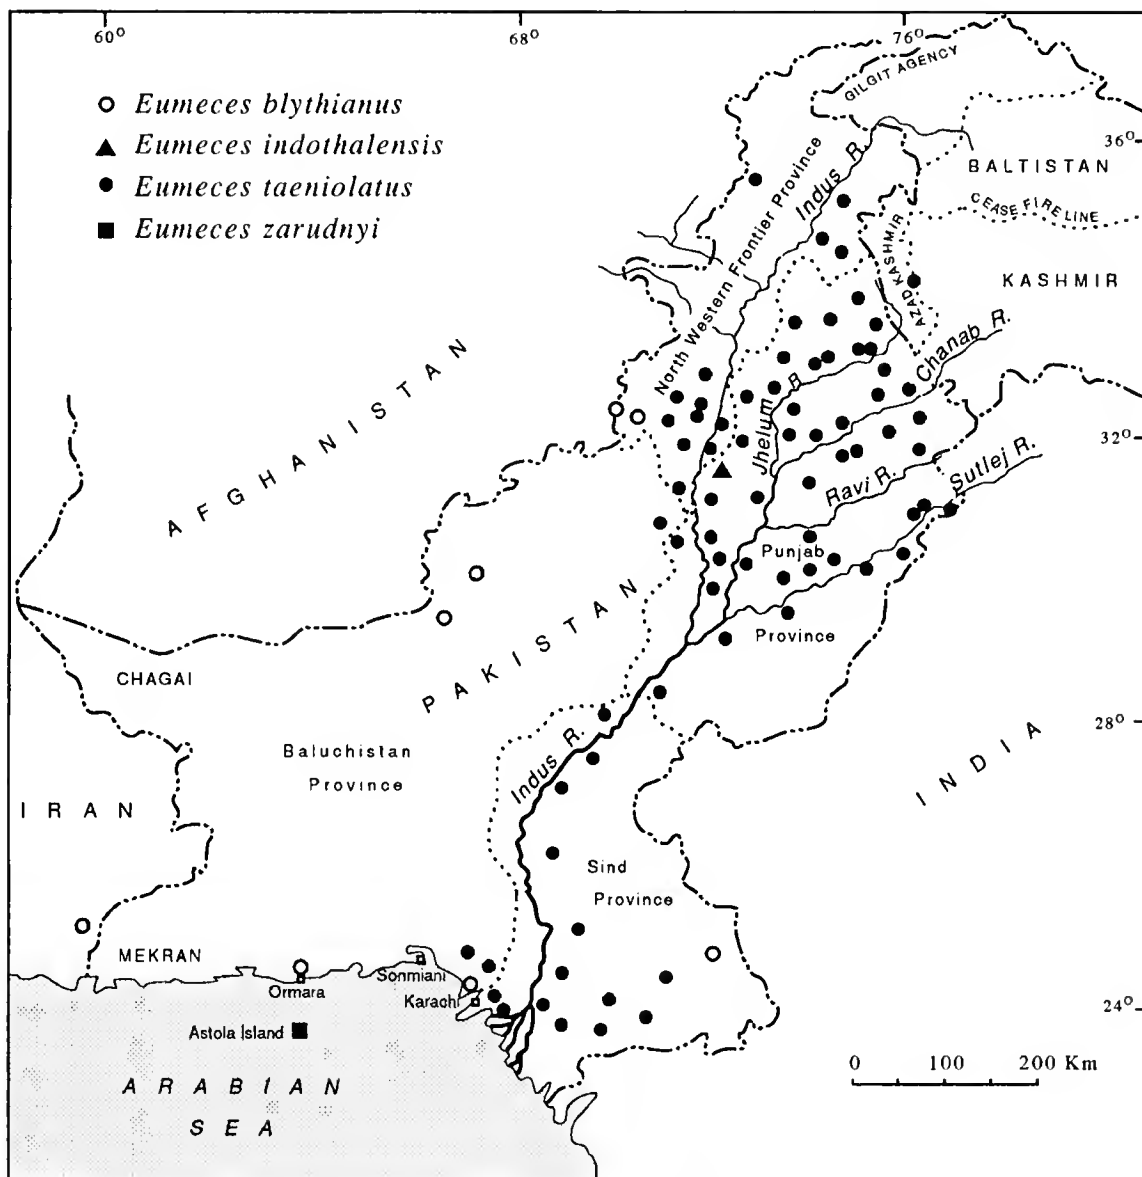 60°
68°
76°
Eumeces blythianus
Eumeces indothalensis
Eumeces taeniolatus
Eumeces zarudnyi
GILGIT AGENCY
36°
BALTISTAN
CEASE FIRE LINE
North Western Frontier Province
Indus R.
AZAD KASHMIR
KASHMIR
Chanab R.
AFGHANISTAN
Jhelum R.
32°
Ravi R.
Sutlej R.
Punjab
Province
PAKISTAN
CHAGAI
28°
Baluchistan
Province
Indus R.
INDIA
IRAN
Sind
Province
MEKRAN
Sonmiani
Ormara
Karachi
24°
Astola Island
0 100 200 Km
ARABIAN
SEA